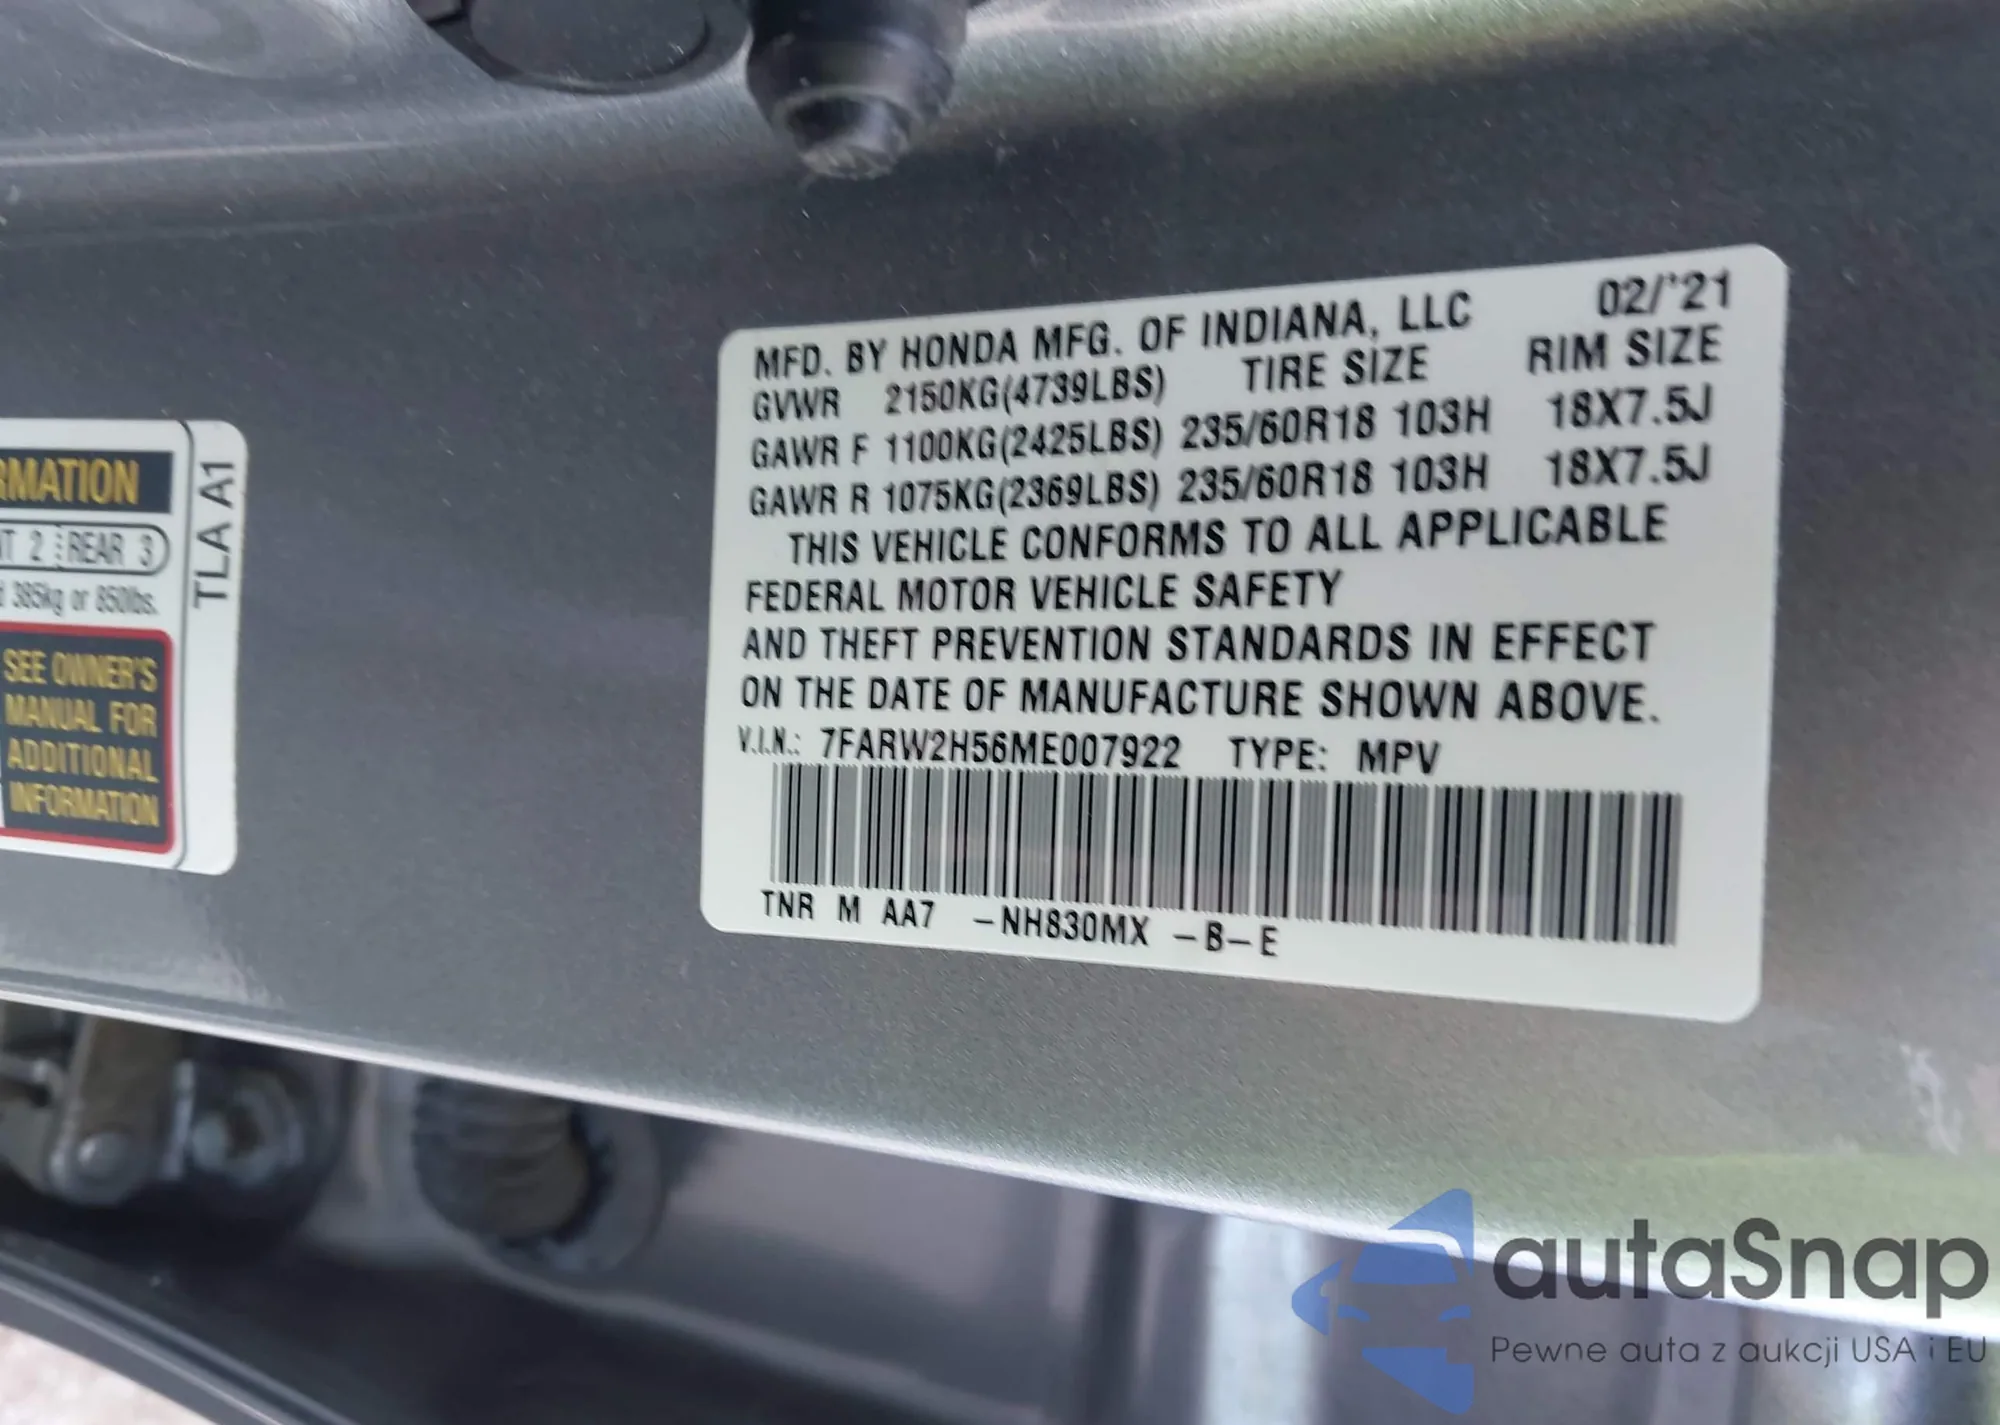 RMATION
T 2 REAR 3
385kg or 850lbs.
SEE OWNER'S
MANUAL FOR
ADDITIONAL
INFORMATION
TLA A1
MFD. BY HONDA MFG. OF INDIANA, LLC 02/'21
GVWR 2150KG(4739LBS) TIRE SIZE RIM SIZE
GAWR F 1100KG(2425LBS) 235/60R18 103H 18X7.5J
GAWR R 1075KG(2369LBS) 235/60R18 103H 18X7.5J
THIS VEHICLE CONFORMS TO ALL APPLICABLE
FEDERAL MOTOR VEHICLE SAFETY
AND THEFT PREVENTION STANDARDS IN EFFECT
ON THE DATE OF MANUFACTURE SHOWN ABOVE.
V.I.N.: 7FARW2H56ME007922 TYPE: MPV
TNR M AA7 -NH830MX -B-E
autaSnap
Pewne auta z aukcji USA i EU